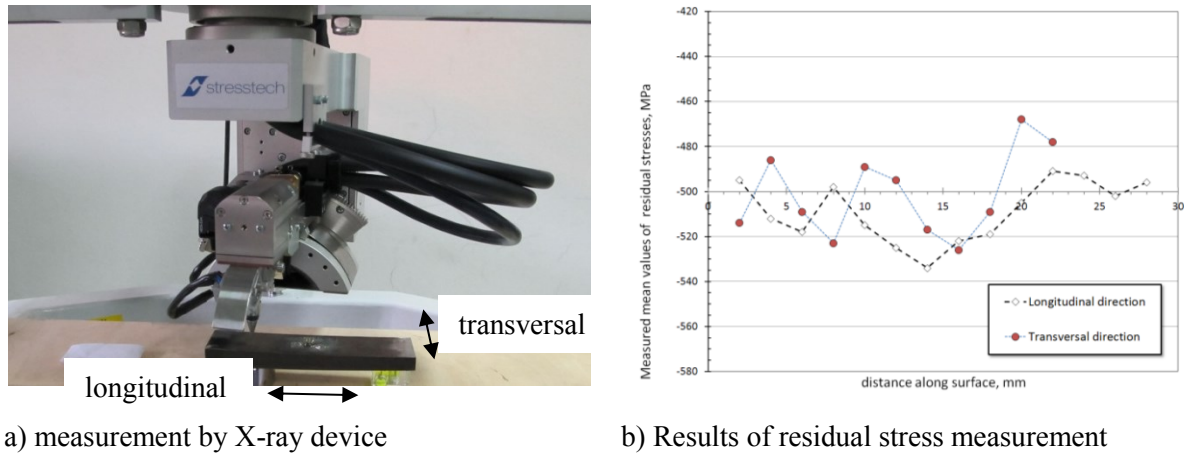 stresstech
transversal
longitudinal
a) measurement by X-ray device
Measured mean values of residual stresses, MPa
-420
-440
-460
-480
-500
-520
-540
-560
-580
0 5 10 15 20 25 30
Longitudinal direction
Transversal direction
distance along surface, mm
b) Results of residual stress measurement